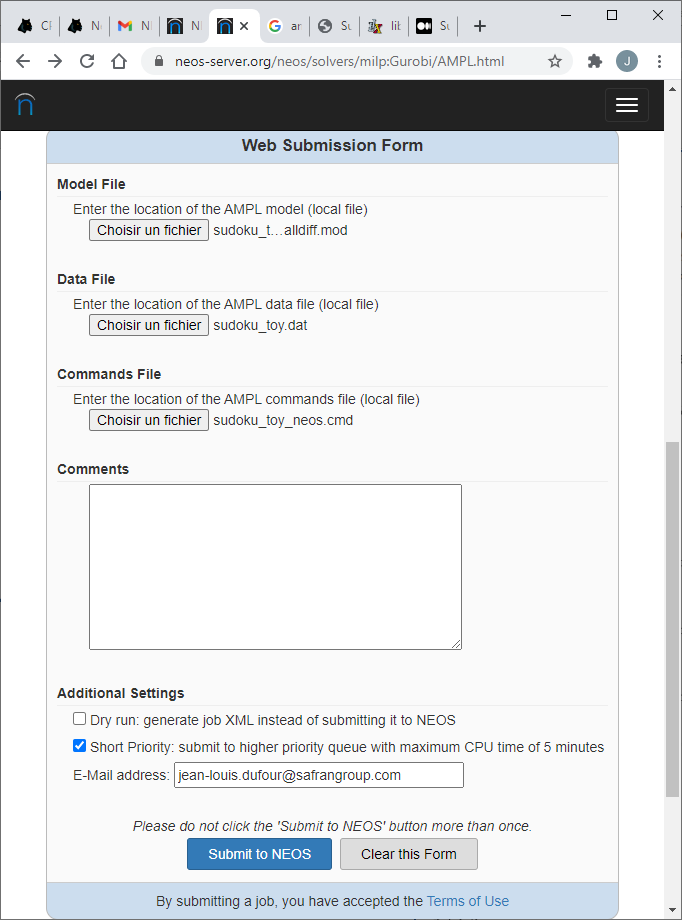 Cl
N
N
N
N
ar
Su
lib
Su
neos-server.org/neos/solvers/milp:Gurobi/AMPL.html
J
n
Web Submission Form
Model File
Enter the location of the AMPL model (local file)
Choisir un fichier sudoku_t...alldiff.mod
Data File
Enter the location of the AMPL data file (local file)
Choisir un fichier sudoku_toy.dat
Commands File
Enter the location of the AMPL commands file (local file)
Choisir un fichier sudoku_toy_neos.cmd
Comments
Additional Settings
Dry run: generate job XML instead of submitting it to NEOS
Short Priority: submit to higher priority queue with maximum CPU time of 5 minutes
E-Mail address: jean-louis.dufour@safrangroup.com
Please do not click the 'Submit to NEOS' button more than once.
Submit to NEOS Clear this Form
By submitting a job, you have accepted the Terms of Use